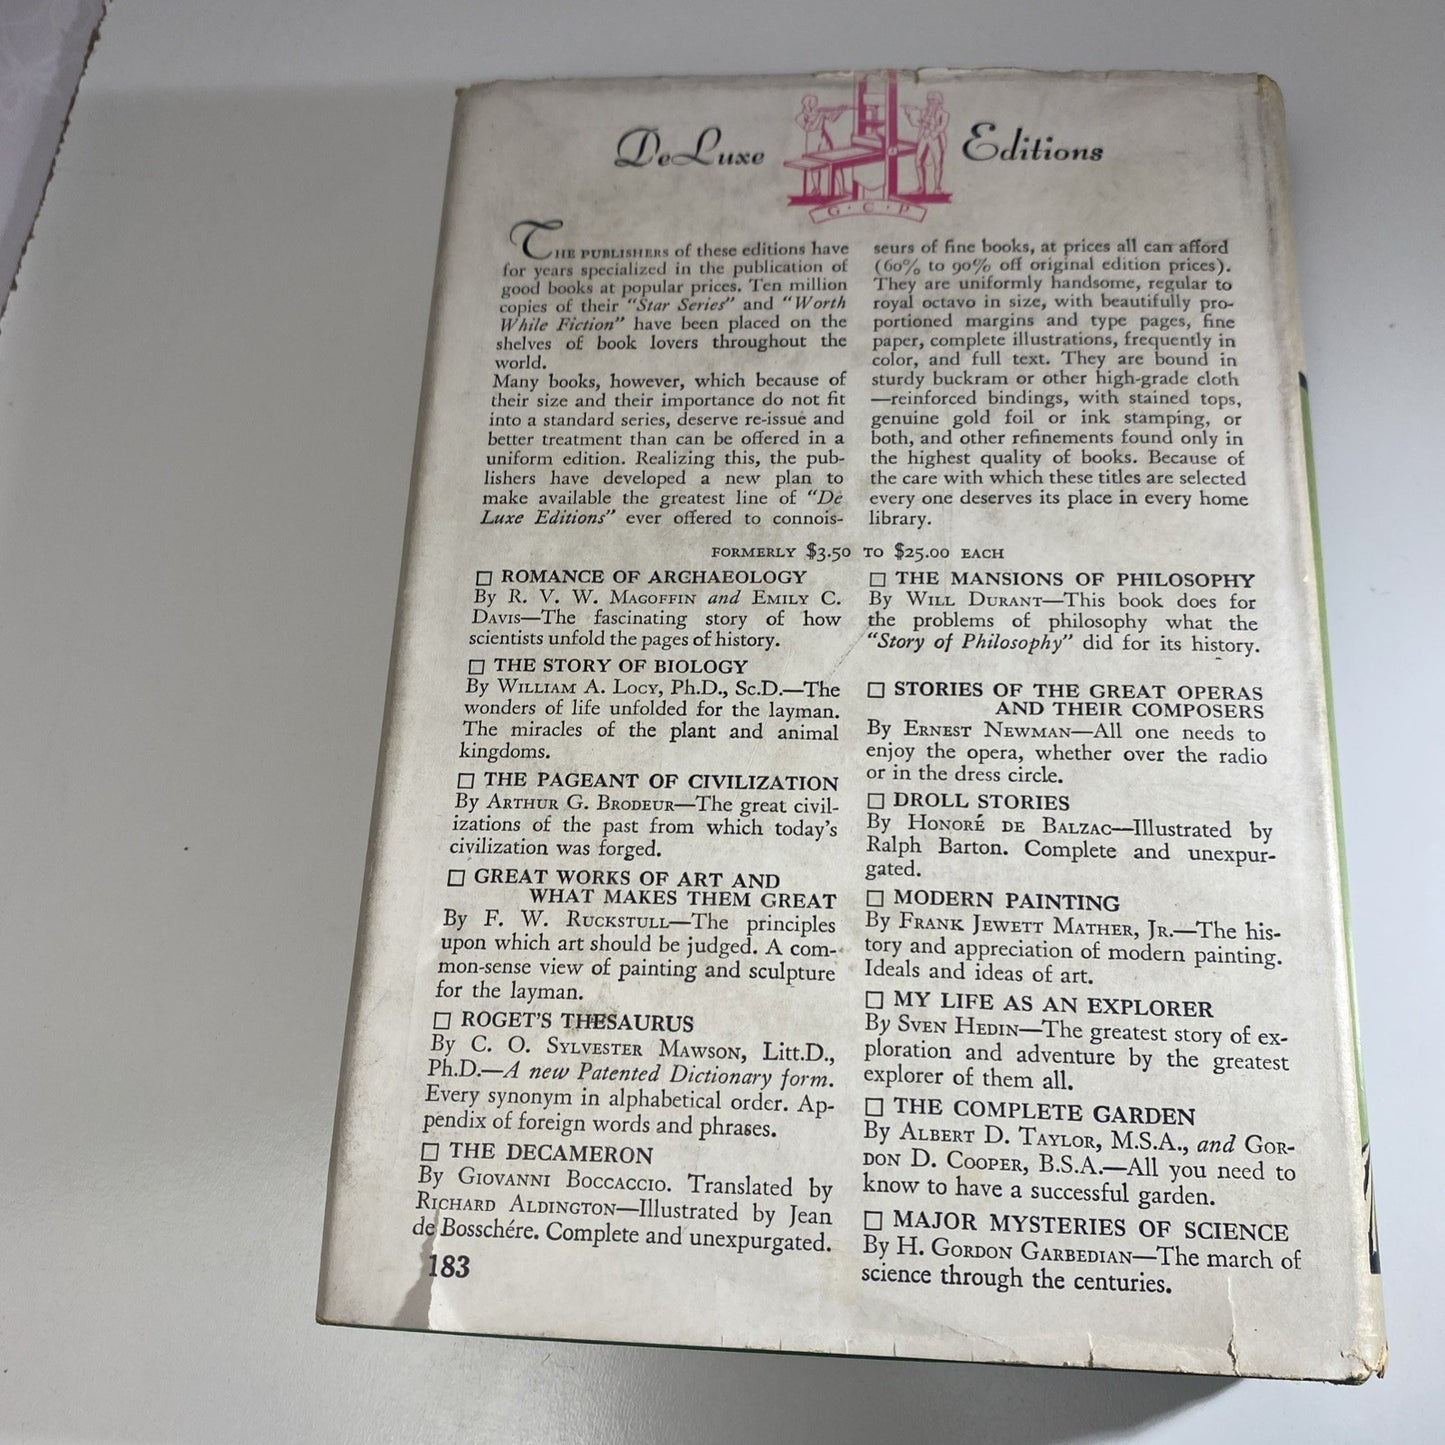 De Luxe Editions
G · C · P
THE PUBLISHERS of these editions have
for years specialized in the publication of
good books at popular prices. Ten million
copies of their "Star Series" and "Worth
While Fiction" have been placed on the
shelves of book lovers throughout the
world.
Many books, however, which because of
their size and their importance do not fit
into a standard series, deserve re-issue and
better treatment than can be offered in a
uniform edition. Realizing this, the pub-
lishers have developed a new plan to
make available the greatest line of "De
Luxe Editions" ever offered to connois-
seurs of fine books, at prices all can afford
(60% to 90% off original edition prices).
They are uniformly handsome, regular to
royal octavo in size, with beautifully pro-
portioned margins and type pages, fine
paper, complete illustrations, frequently in
color, and full text. They are bound in
sturdy buckram or other high-grade cloth
—reinforced bindings, with stained tops,
genuine gold foil or ink stamping, or
both, and other refinements found only in
the highest quality of books. Because of
the care with which these titles are selected
every one deserves its place in every home
library.
FORMERLY $3.50 TO $25.00 EACH
□ ROMANCE OF ARCHAEOLOGY
By R. V. W. MAGOFFIN and EMILY C.
DAVIS—The fascinating story of how
scientists unfold the pages of history.
□ THE STORY OF BIOLOGY
By WILLIAM A. LOCY, Ph.D., Sc.D.—The
wonders of life unfolded for the layman.
The miracles of the plant and animal
kingdoms.
□ THE PAGEANT OF CIVILIZATION
By ARTHUR G. BRODEUR—The great civil-
izations of the past from which today's
civilization was forged.
□ GREAT WORKS OF ART AND
WHAT MAKES THEM GREAT
By F. W. RUCKSTULL—The principles
upon which art should be judged. A com-
mon-sense view of painting and sculpture
for the layman.
□ ROGET'S THESAURUS
By C. O. SYLVESTER MAWSON, Litt.D.,
Ph.D.—A new Patented Dictionary form.
Every synonym in alphabetical order. Ap-
pendix of foreign words and phrases.
□ THE DECAMERON
By GIOVANNI BOCCACCIO. Translated by
RICHARD ALDINGTON—Illustrated by Jean
de Bosschére. Complete and unexpurgated.
183
□ THE MANSIONS OF PHILOSOPHY
By WILL DURANT—This book does for
the problems of philosophy what the
"Story of Philosophy" did for its history.
□ STORIES OF THE GREAT OPERAS
AND THEIR COMPOSERS
By ERNEST NEWMAN—All one needs to
enjoy the opera, whether over the radio
or in the dress circle.
□ DROLL STORIES
By HONORÉ DE BALZAC—Illustrated by
Ralph Barton. Complete and unexpur-
gated.
□ MODERN PAINTING
By FRANK JEWETT MATHER, JR.—The his-
tory and appreciation of modern painting.
Ideals and ideas of art.
□ MY LIFE AS AN EXPLORER
By SVEN HEDIN—The greatest story of ex-
ploration and adventure by the greatest
explorer of them all.
□ THE COMPLETE GARDEN
By ALBERT D. TAYLOR, M.S.A., and GOR-
DON D. COOPER, B.S.A.—All you need to
know to have a successful garden.
□ MAJOR MYSTERIES OF SCIENCE
By H. GORDON GARBEDIAN—The march of
science through the centuries.